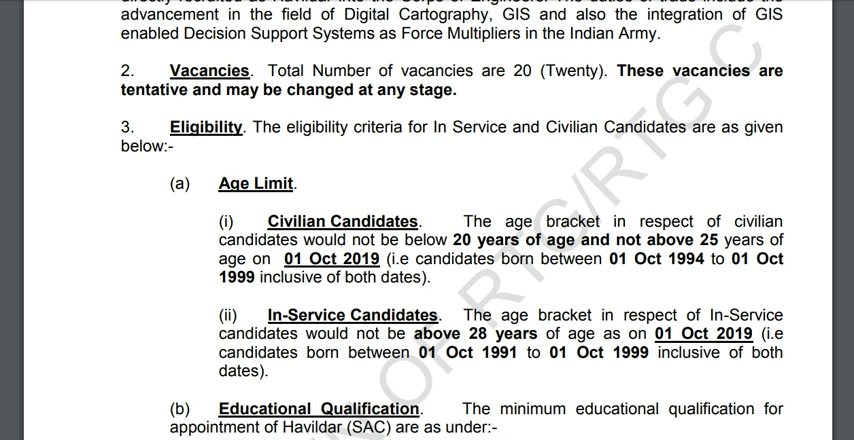 advancement in the field of Digital Cartography, GIS and also the integration of GIS
enabled Decision Support Systems as Force Multipliers in the Indian Army.
2. Vacancies. Total Number of vacancies are 20 (Twenty). These vacancies are
tentative and may be changed at any stage.
3. Eligibility. The eligibility criteria for In Service and Civilian Candidates are as given
below:-
(a) Age Limit.
(i) Civilian Candidates. The age bracket in respect of civilian
candidates would not be below 20 years of age and not above 25 years of
age on 01 Oct 2019 (i.e candidates born between 01 Oct 1994 to 01 Oct
1999 inclusive of both dates).
(ii) In-Service Candidates. The age bracket in respect of In-Service
candidates would not be above 28 years of age as on 01 Oct 2019 (i.e
candidates born between 01 Oct 1991 to 01 Oct 1999 inclusive of both
dates).
(b) Educational Qualification. The minimum educational qualification for
appointment of Havildar (SAC) are as under:-
OF RTG/RTG C